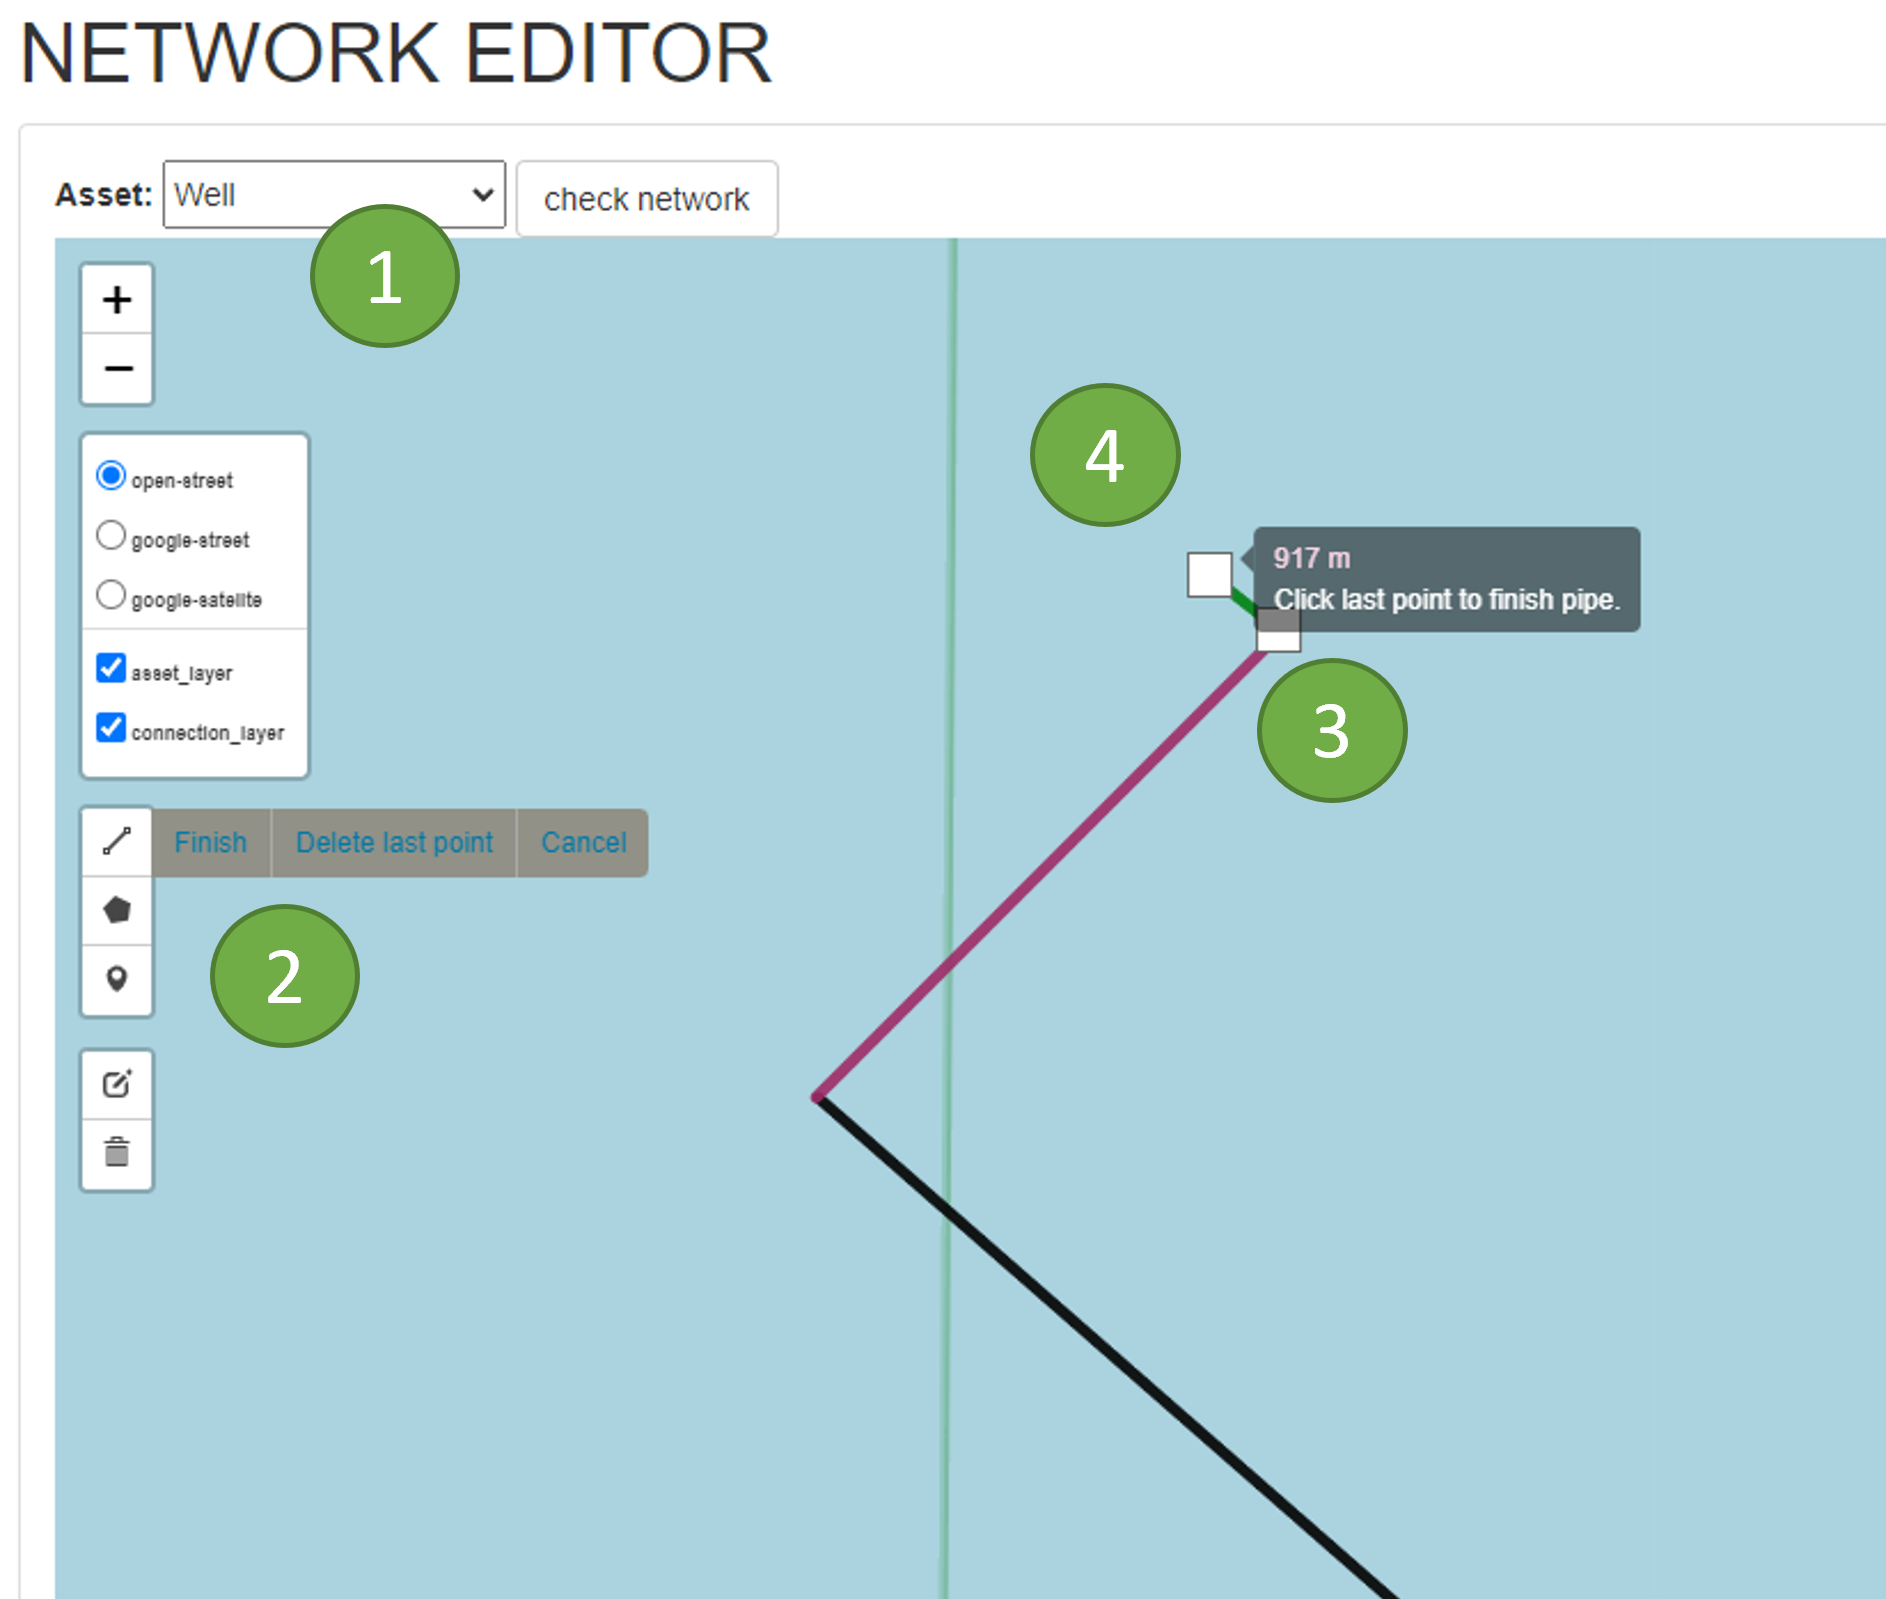 NETWORK EDITOR
Asset: Well check network
1
+
−
4
open-street
google-street
google-satelite
917 m
Click last point to finish pipe.
asset_layer
connection_layer
3
Finish Delete last point Cancel
2